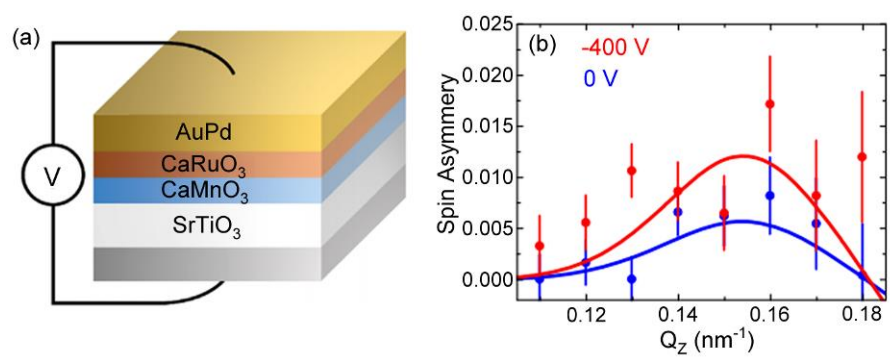 (a)
V
AuPd
CaRuO₃
CaMnO₃
SrTiO₃
(b)
-400 V
0 V
Spin Asymmery
0.025
0.020
0.015
0.010
0.005
0.000
0.12
0.14
0.16
0.18
Q_Z (nm⁻¹)